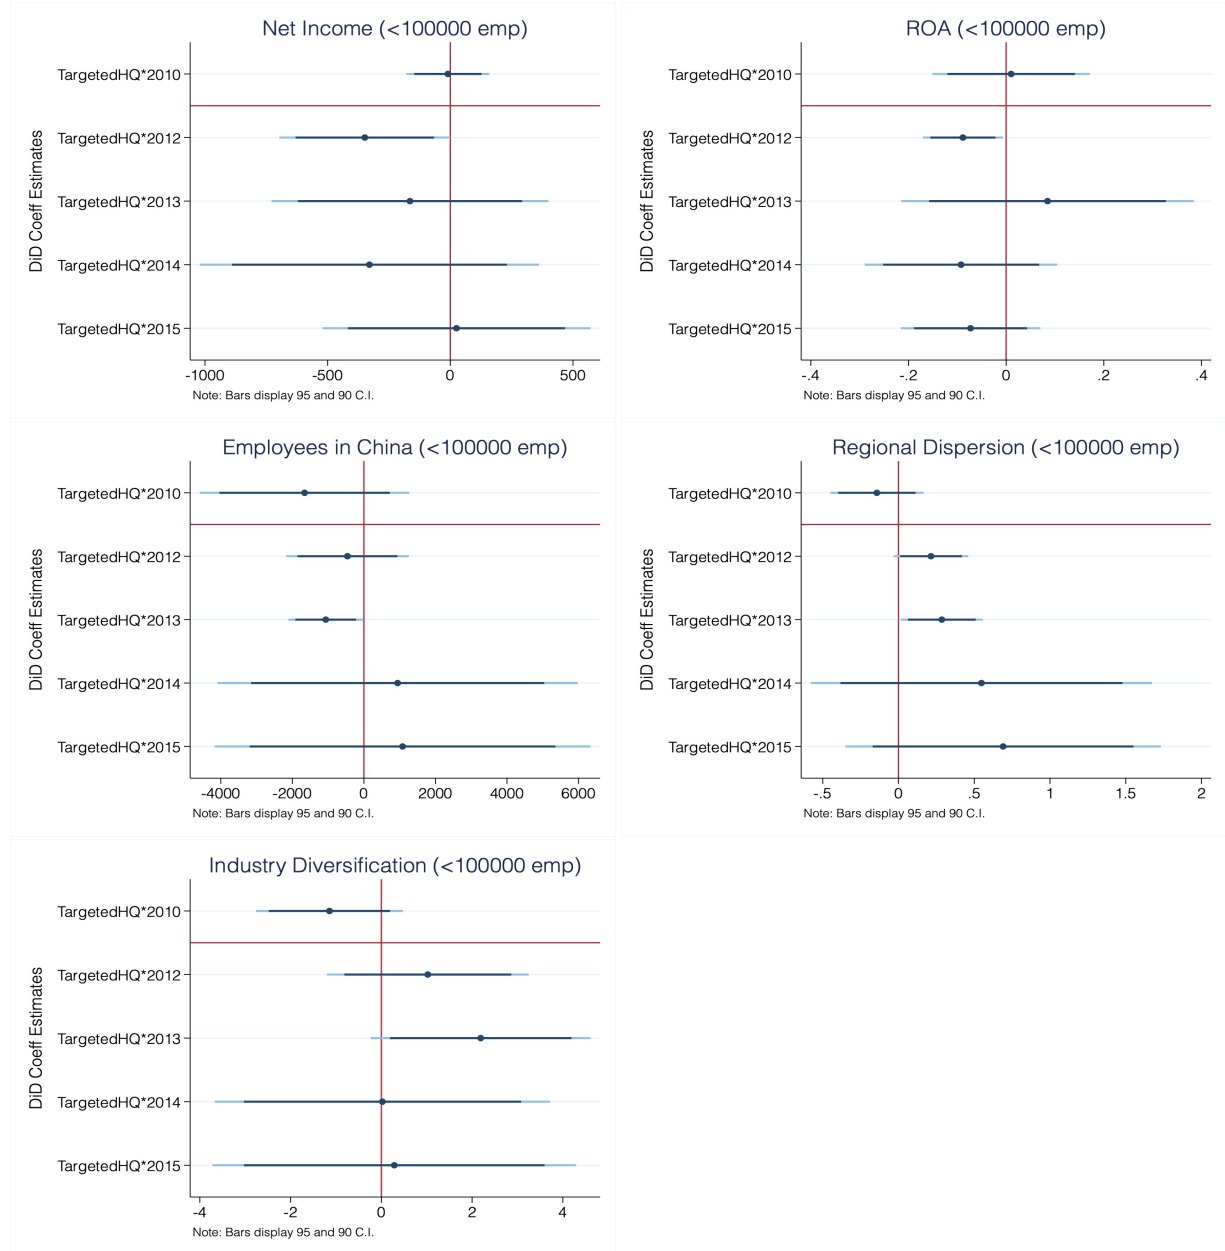 Net Income (<100000 emp)
DiD Coeff Estimates
TargetedHQ*2010
TargetedHQ*2012
TargetedHQ*2013
TargetedHQ*2014
TargetedHQ*2015
-1000 -500 0 500
Note: Bars display 95 and 90 C.I.
ROA (<100000 emp)
DiD Coeff Estimates
TargetedHQ*2010
TargetedHQ*2012
TargetedHQ*2013
TargetedHQ*2014
TargetedHQ*2015
-.4 -.2 0 .2 .4
Note: Bars display 95 and 90 C.I.
Employees in China (<100000 emp)
DiD Coeff Estimates
TargetedHQ*2010
TargetedHQ*2012
TargetedHQ*2013
TargetedHQ*2014
TargetedHQ*2015
-4000 -2000 0 2000 4000 6000
Note: Bars display 95 and 90 C.I.
Regional Dispersion (<100000 emp)
DiD Coeff Estimates
TargetedHQ*2010
TargetedHQ*2012
TargetedHQ*2013
TargetedHQ*2014
TargetedHQ*2015
-.5 0 .5 1 1.5 2
Note: Bars display 95 and 90 C.I.
Industry Diversification (<100000 emp)
DiD Coeff Estimates
TargetedHQ*2010
TargetedHQ*2012
TargetedHQ*2013
TargetedHQ*2014
TargetedHQ*2015
-4 -2 0 2 4
Note: Bars display 95 and 90 C.I.